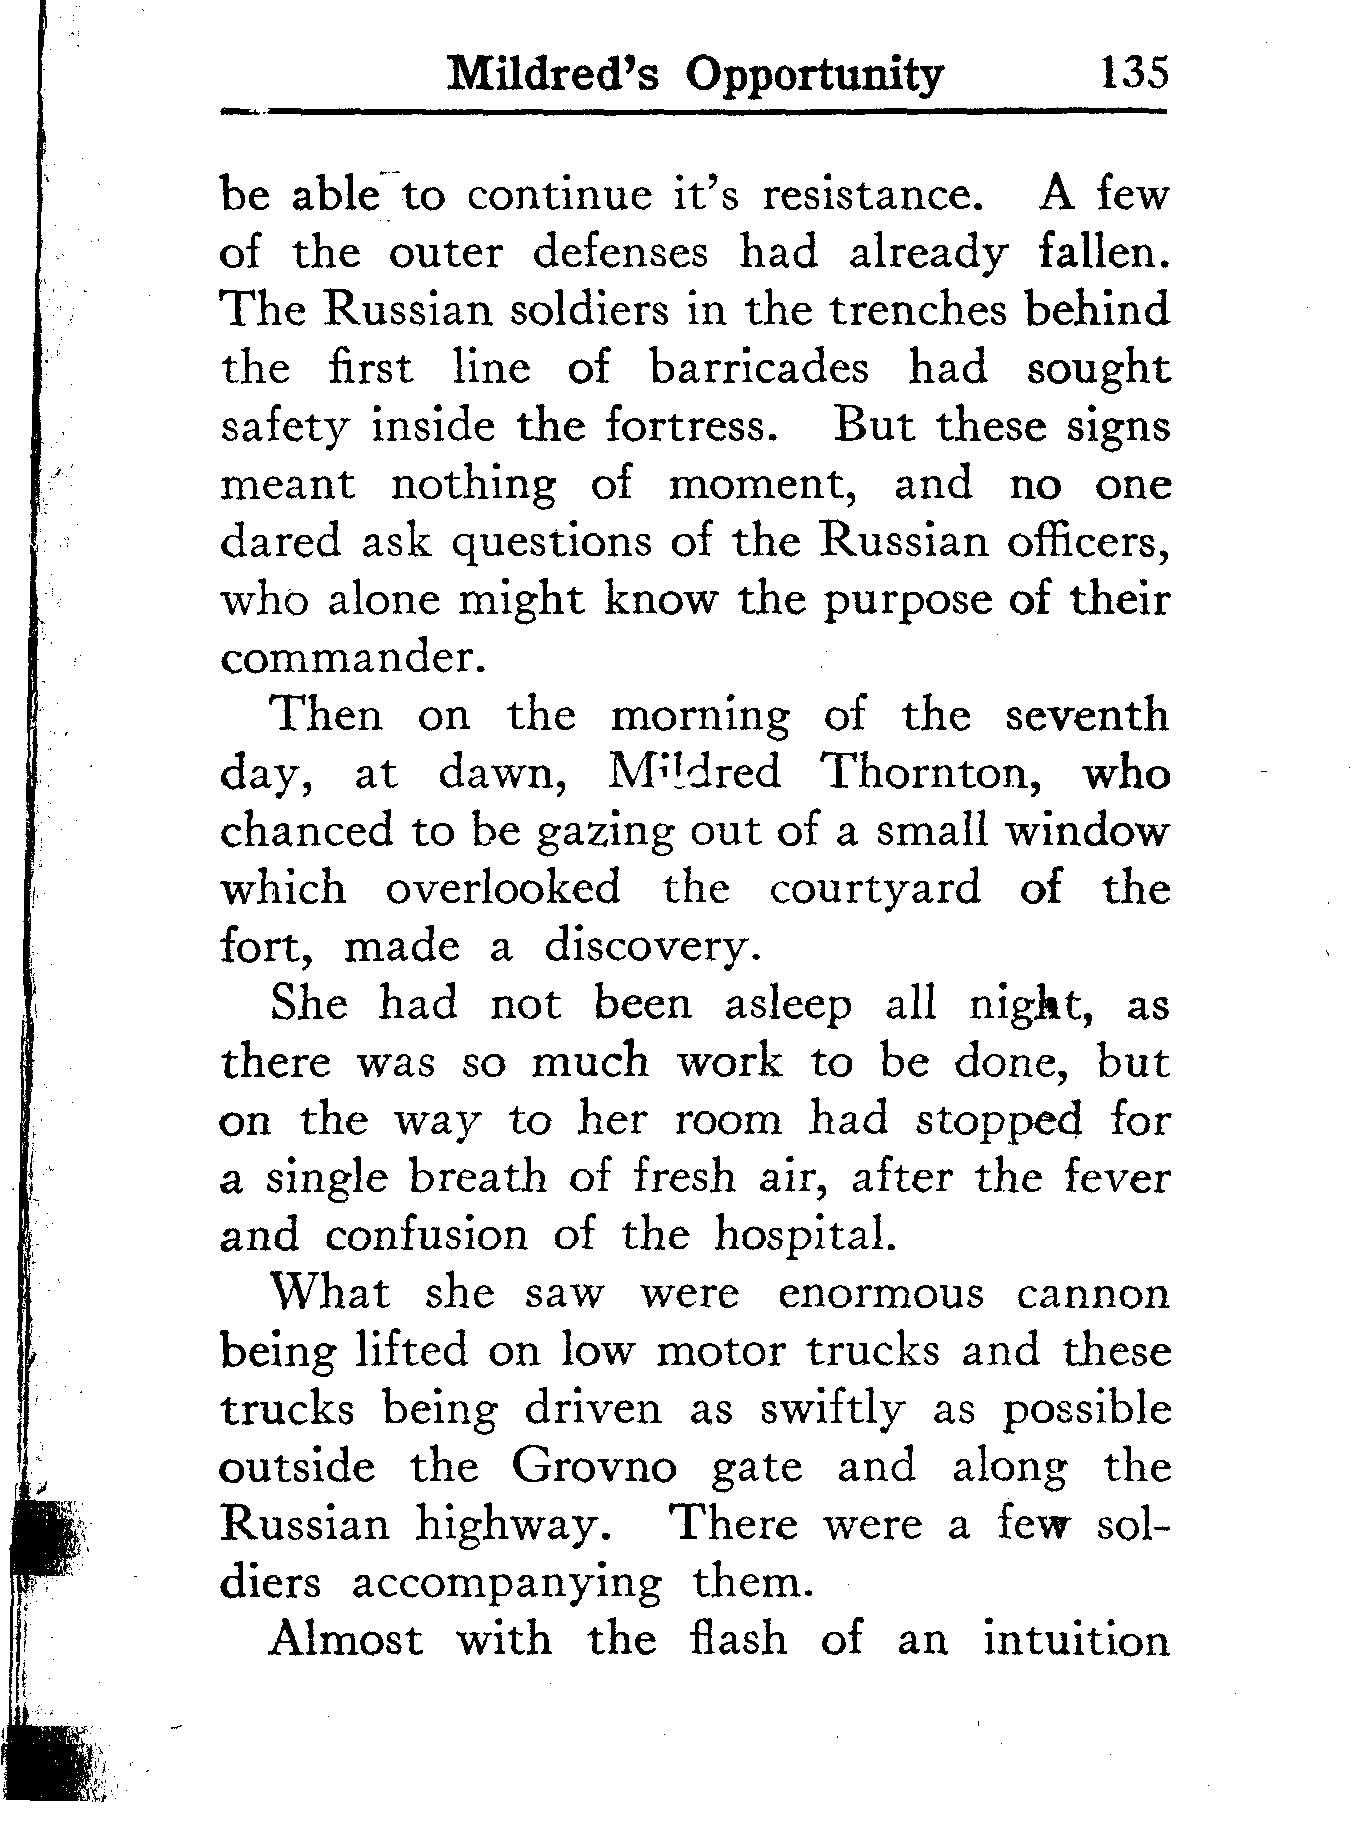 Mildred's Opportunity 135
be able to continue it's resistance. A few
of the outer defenses had already fallen.
The Russian soldiers in the trenches behind
the first line of barricades had sought
safety inside the fortress. But these signs
meant nothing of moment, and no one
dared ask questions of the Russian officers,
who alone might know the purpose of their
commander.
Then on the morning of the seventh
day, at dawn, Mildred Thornton, who
chanced to be gazing out of a small window
which overlooked the courtyard of the
fort, made a discovery.
She had not been asleep all night, as
there was so much work to be done, but
on the way to her room had stopped for
a single breath of fresh air, after the fever
and confusion of the hospital.
What she saw were enormous cannon
being lifted on low motor trucks and these
trucks being driven as swiftly as possible
outside the Grovno gate and along the
Russian highway. There were a few sol-
diers accompanying them.
Almost with the flash of an intuition